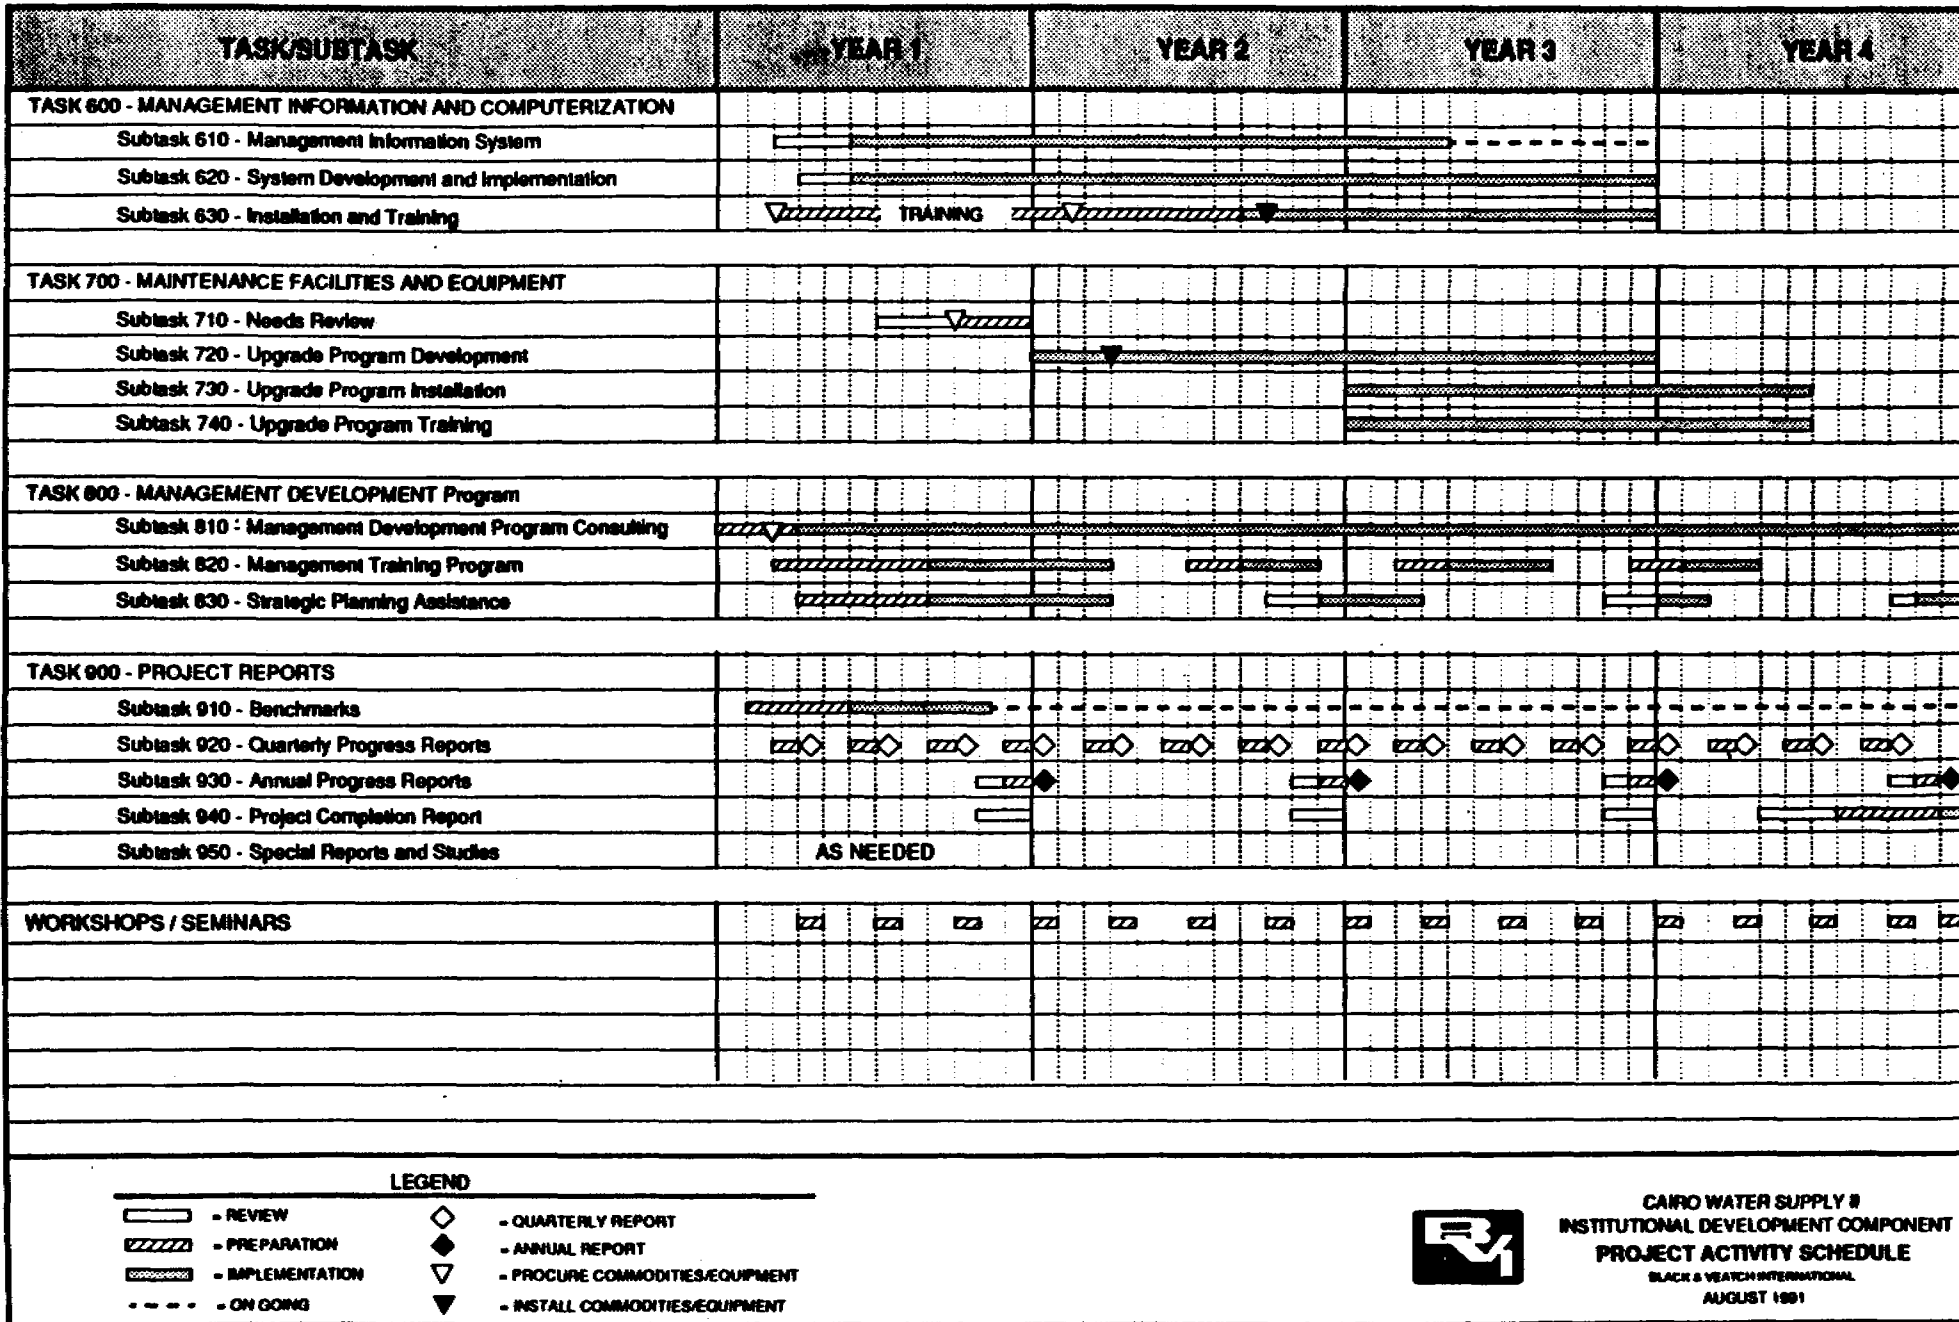 TASK/SUBTASK YEAR 1 YEAR 2 YEAR 3 YEAR 4
TASK 600 - MANAGEMENT INFORMATION AND COMPUTERIZATION
Subtask 610 - Management Information System
Subtask 620 - System Development and Implementation
Subtask 630 - Installation and Training TRAINING
TASK 700 - MAINTENANCE FACILITIES AND EQUIPMENT
Subtask 710 - Needs Review
Subtask 720 - Upgrade Program Development
Subtask 730 - Upgrade Program Installation
Subtask 740 - Upgrade Program Training
TASK 800 - MANAGEMENT DEVELOPMENT Program
Subtask 810 - Management Development Program Consulting
Subtask 820 - Management Training Program
Subtask 830 - Strategic Planning Assistance
TASK 900 - PROJECT REPORTS
Subtask 910 - Benchmarks
Subtask 920 - Quarterly Progress Reports
Subtask 930 - Annual Progress Reports
Subtask 940 - Project Completion Report
Subtask 950 - Special Reports and Studies AS NEEDED
WORKSHOPS / SEMINARS
LEGEND
- REVIEW
- PREPARATION
- IMPLEMENTATION
- ON GOING
- QUARTERLY REPORT
- ANNUAL REPORT
- PROCURE COMMODITIES/EQUIPMENT
- INSTALL COMMODITIES/EQUIPMENT
CAIRO WATER SUPPLY II
INSTITUTIONAL DEVELOPMENT COMPONENT
PROJECT ACTIVITY SCHEDULE
BLACK & VEATCH INTERNATIONAL
AUGUST 1991